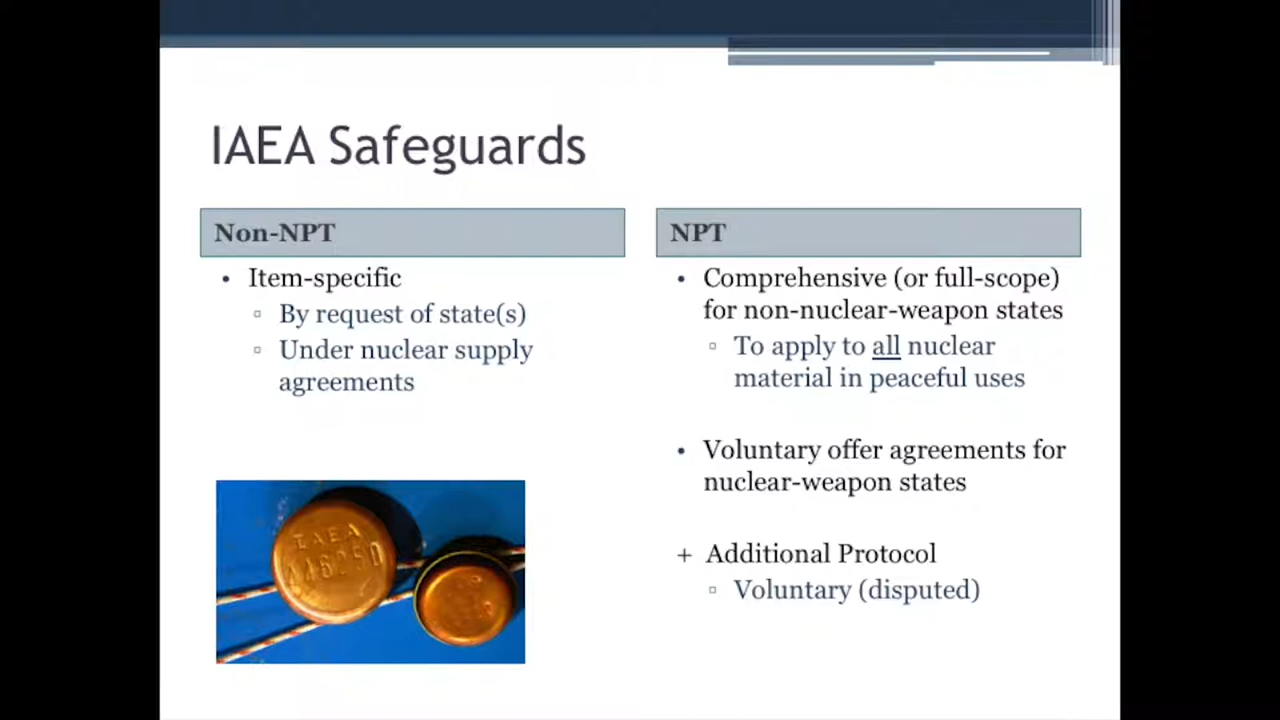 IAEA Safeguards
Non-NPT
• Item-specific
▫ By request of state(s)
▫ Under nuclear supply
agreements
IAEA
NPT
• Comprehensive (or full-scope)
for non-nuclear-weapon states
▫ To apply to all nuclear
material in peaceful uses
• Voluntary offer agreements for
nuclear-weapon states
+ Additional Protocol
▫ Voluntary (disputed)